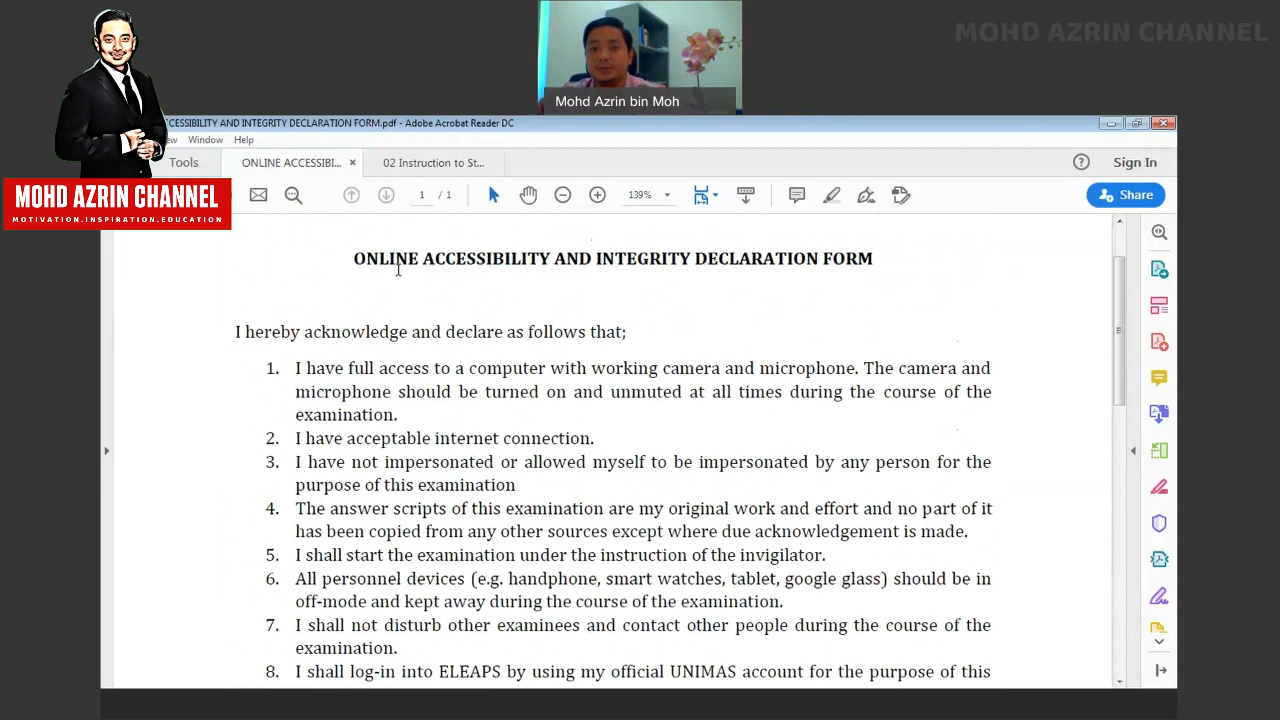 MOHD AZRIN CHANNEL
Mohd Azrin bin Moh
CCESSIBILITY AND INTEGRITY DECLARATION FORM.pdf - Adobe Acrobat Reader DC
Window Help
Tools ONLINE ACCESSIBI... × 02 Instruction to St... Sign In
MOHD AZRIN CHANNEL
MOTIVATION.INSPIRATION.EDUCATION
1 / 1 139% Share
ONLINE ACCESSIBILITY AND INTEGRITY DECLARATION FORM
I hereby acknowledge and declare as follows that;
1. I have full access to a computer with working camera and microphone. The camera and
microphone should be turned on and unmuted at all times during the course of the
examination.
2. I have acceptable internet connection.
3. I have not impersonated or allowed myself to be impersonated by any person for the
purpose of this examination
4. The answer scripts of this examination are my original work and effort and no part of it
has been copied from any other sources except where due acknowledgement is made.
5. I shall start the examination under the instruction of the invigilator.
6. All personnel devices (e.g. handphone, smart watches, tablet, google glass) should be in
off-mode and kept away during the course of the examination.
7. I shall not disturb other examinees and contact other people during the course of the
examination.
8. I shall log-in into ELEAPS by using my official UNIMAS account for the purpose of this